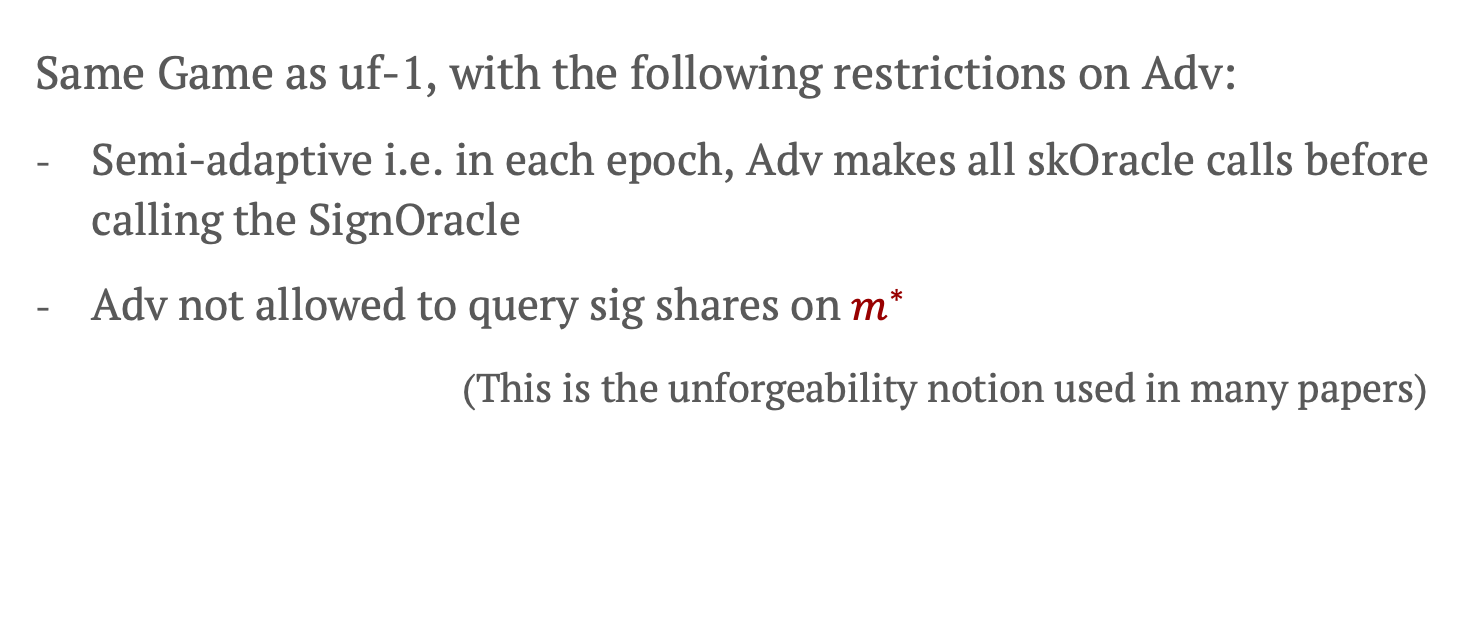 Same Game as uf-1, with the following restrictions on Adv:
- Semi-adaptive i.e. in each epoch, Adv makes all skOracle calls before
calling the SignOracle
- Adv not allowed to query sig shares on m*
(This is the unforgeability notion used in many papers)